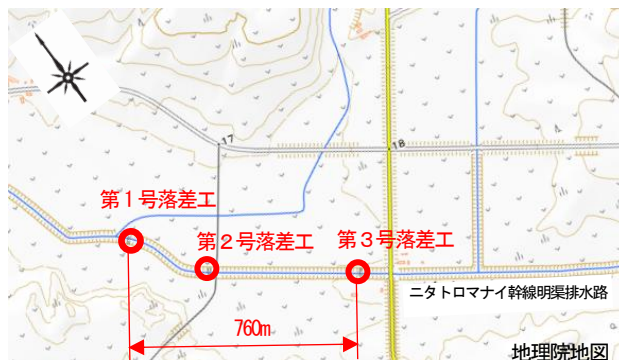 17
18
第1号落差工
第2号落差工
第3号落差工
ニタトロマナイ幹線明渠排水路
760m
地理院地図